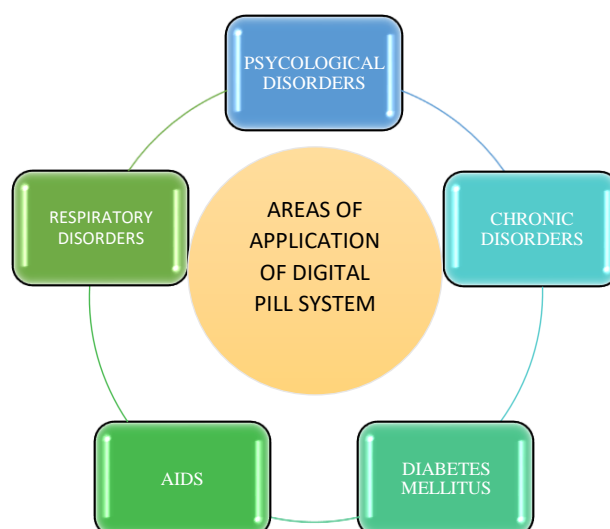 PSYCOLOGICAL
DISORDERS
RESPIRATORY
DISORDERS
AREAS OF
APPLICATION
OF DIGITAL
PILL SYSTEM
CHRONIC
DISORDERS
AIDS
DIABETES
MELLITUS